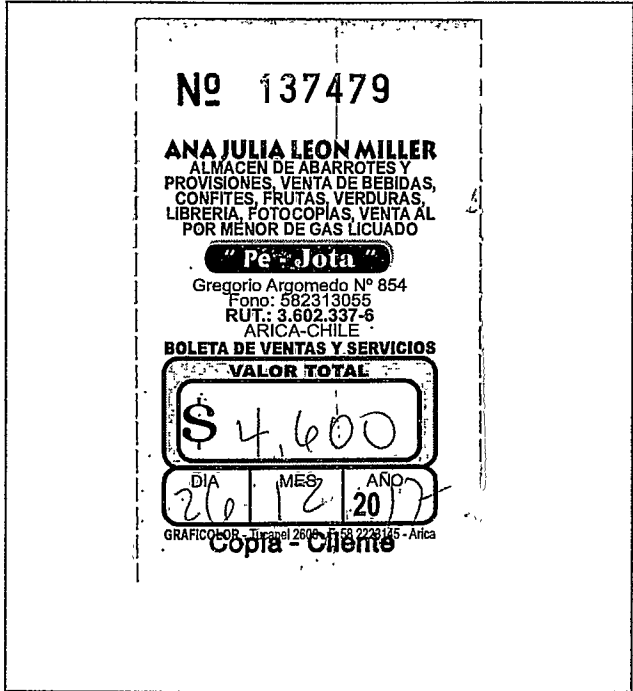 Nº 137479
ANA JULIA LEON MILLER
ALMACEN DE ABARROTES Y
PROVISIONES, VENTA DE BEBIDAS,
CONFITES, FRUTAS, VERDURAS,
LIBRERIA, FOTOCOPIAS, VENTA AL
POR MENOR DE GAS LICUADO
" Pé - Jota "
Gregorio Argomedo Nº 854
Fono: 582313055
RUT.: 3.602.337-6
ARICA-CHILE
BOLETA DE VENTAS Y SERVICIOS
VALOR TOTAL
$ 4,600
DIA MES AÑO
26 12 2017
GRAFICOLOR - Tucapel - Arica
Copia - Cliente